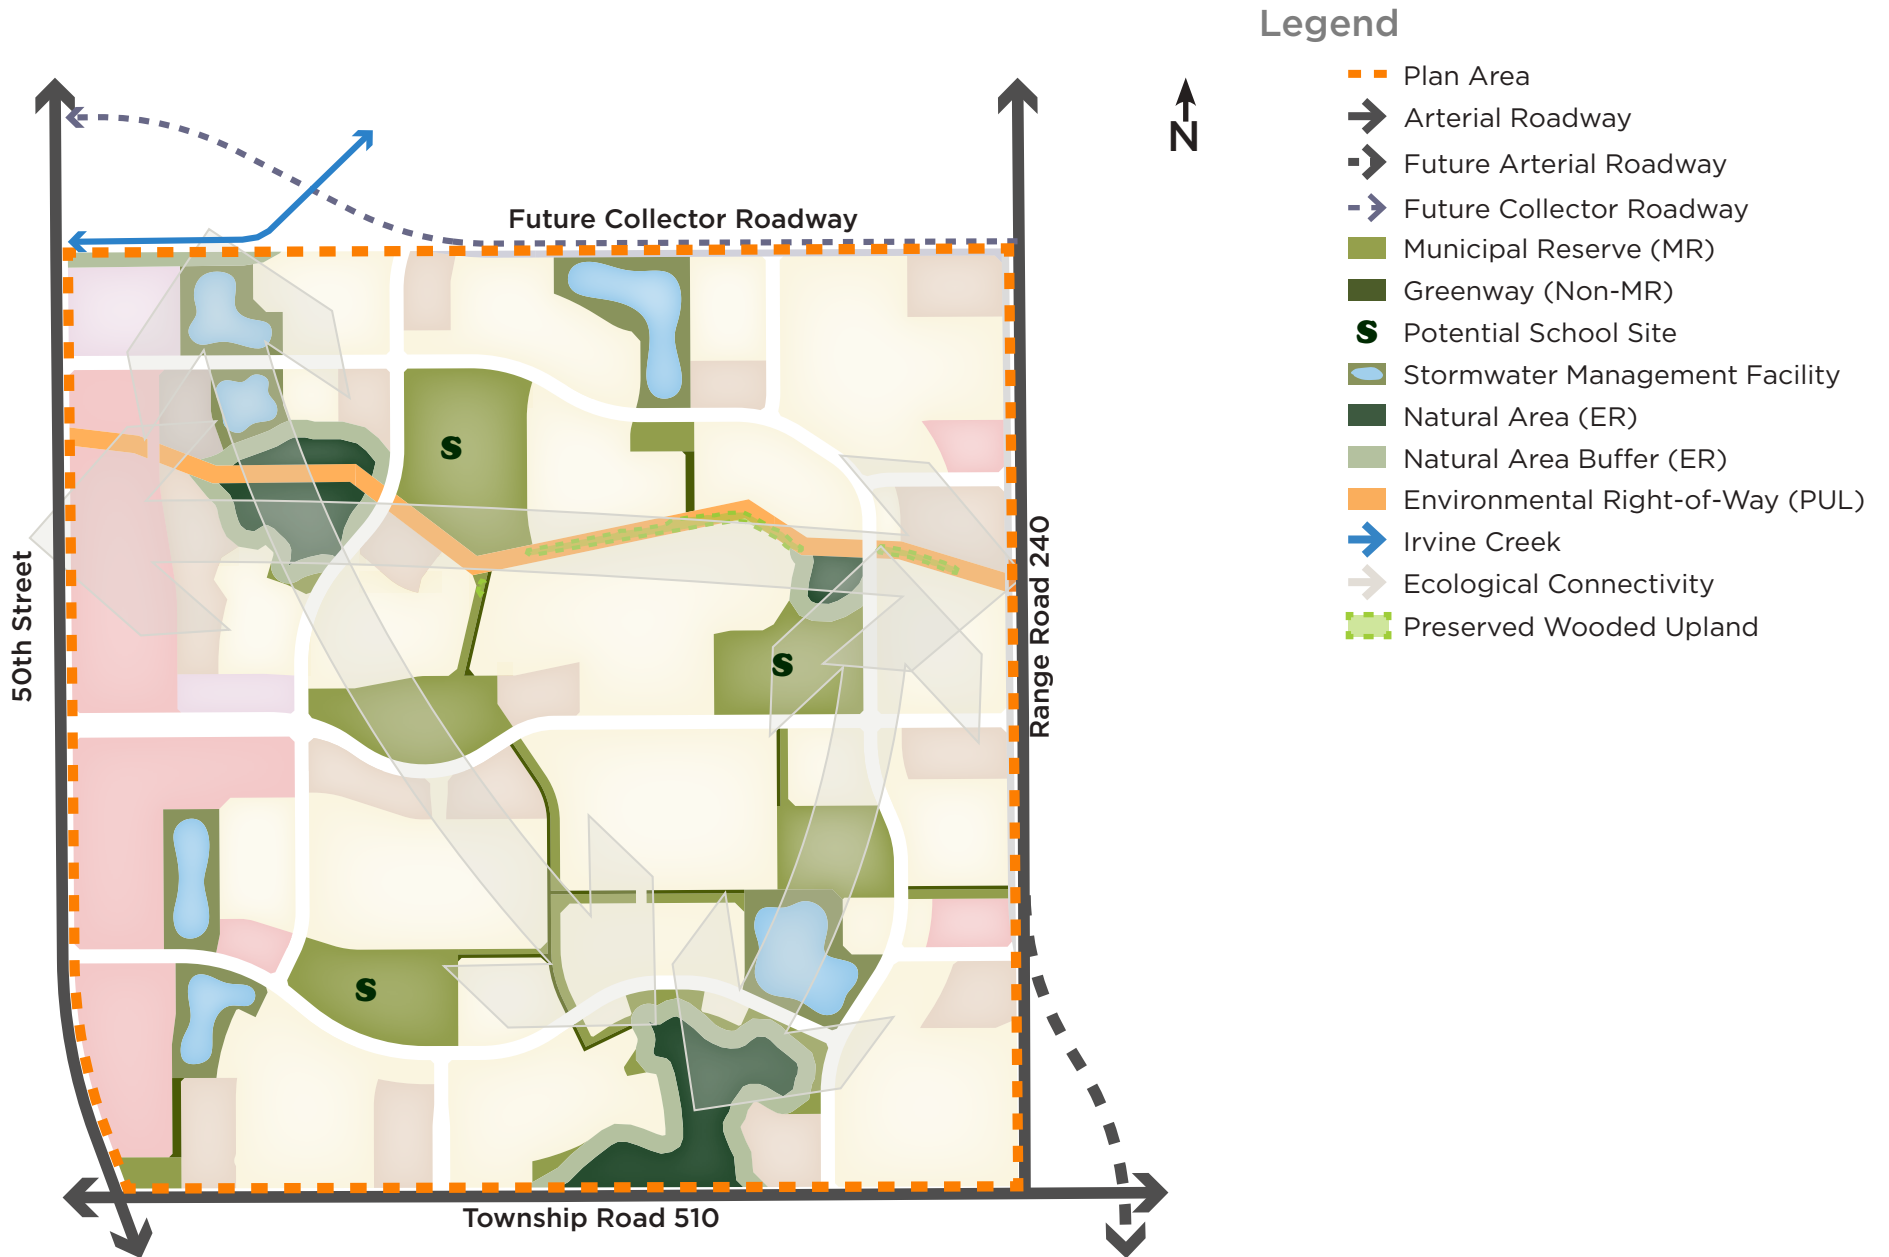 Legend
Plan Area
Arterial Roadway
Future Arterial Roadway
Future Collector Roadway
Municipal Reserve (MR)
Greenway (Non-MR)
S Potential School Site
Stormwater Management Facility
Natural Area (ER)
Natural Area Buffer (ER)
Environmental Right-of-Way (PUL)
Irvine Creek
Ecological Connectivity
Preserved Wooded Upland
N
Future Collector Roadway
S
50th Street
Range Road 240
S
S
Township Road 510